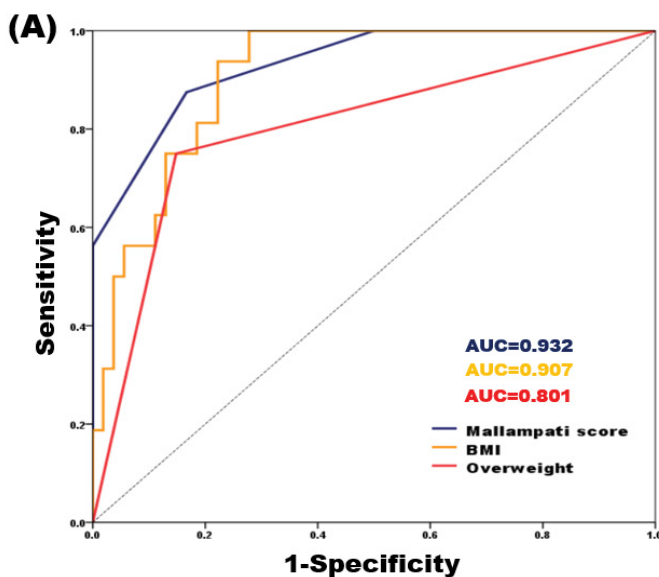 (A)
1.0
0.8
0.6
0.4
0.2
0.0
Sensitivity
AUC=0.932
AUC=0.907
AUC=0.801
Mallampati score
BMI
Overweight
0.0 0.2 0.4 0.6 0.8 1.0
1-Specificity